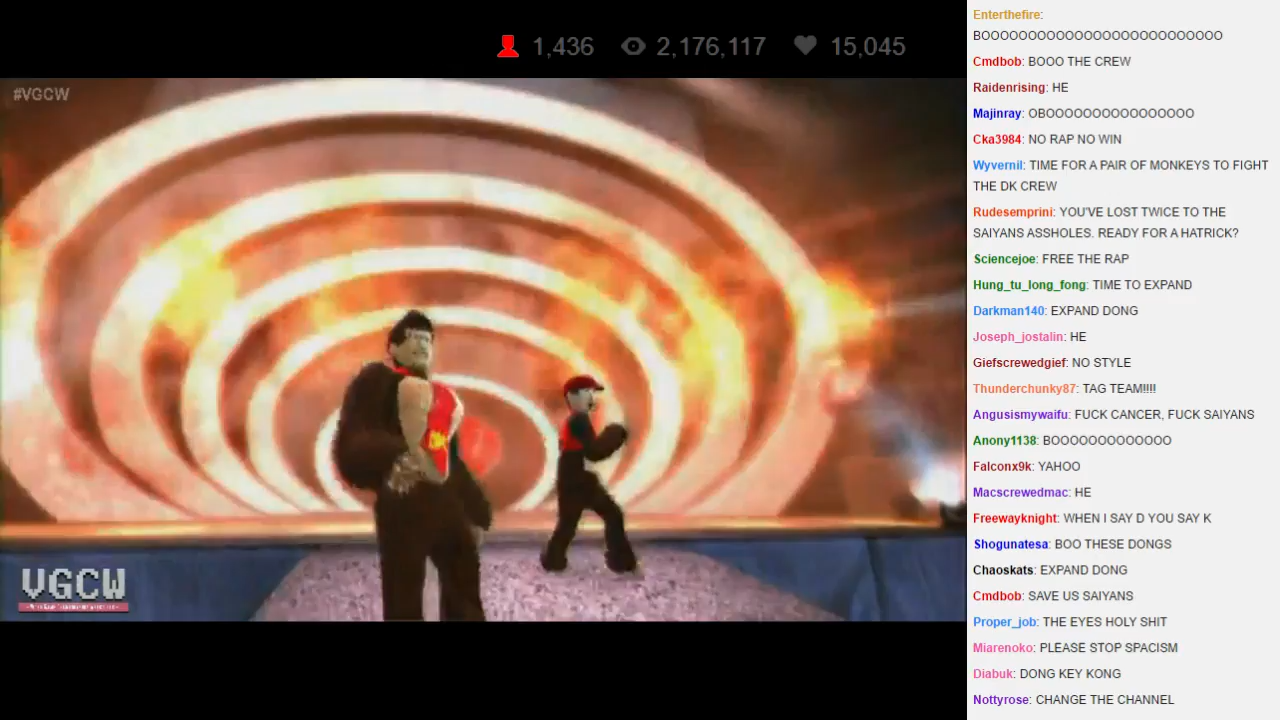 1,436 2,176,117 15,045
#VGCW
VGCW
Enterthefire:
BOOOOOOOOOOOOOOOOOOOOOOOOOO
Cmdbob: BOOO THE CREW
Raidenrising: HE
Majinray: OBOOOOOOOOOOOOOOOO
Cka3984: NO RAP NO WIN
Wyvernil: TIME FOR A PAIR OF MONKEYS TO FIGHT
THE DK CREW
Rudesemprini: YOU'VE LOST TWICE TO THE
SAIYANS ASSHOLES. READY FOR A HATRICK?
Sciencejoe: FREE THE RAP
Hung_tu_long_fong: TIME TO EXPAND
Darkman140: EXPAND DONG
Joseph_jostalin: HE
Giefscrewedgief: NO STYLE
Thunderchunky87: TAG TEAM!!!!
Angusismywaifu: FUCK CANCER, FUCK SAIYANS
Anony1138: BOOOOOOOOOOOOO
Falconx9k: YAHOO
Macscrewedmac: HE
Freewayknight: WHEN I SAY D YOU SAY K
Shogunatesa: BOO THESE DONGS
Chaoskats: EXPAND DONG
Cmdbob: SAVE US SAIYANS
Proper_job: THE EYES HOLY SHIT
Miarenoko: PLEASE STOP SPACISM
Diabuk: DONG KEY KONG
Nottyrose: CHANGE THE CHANNEL